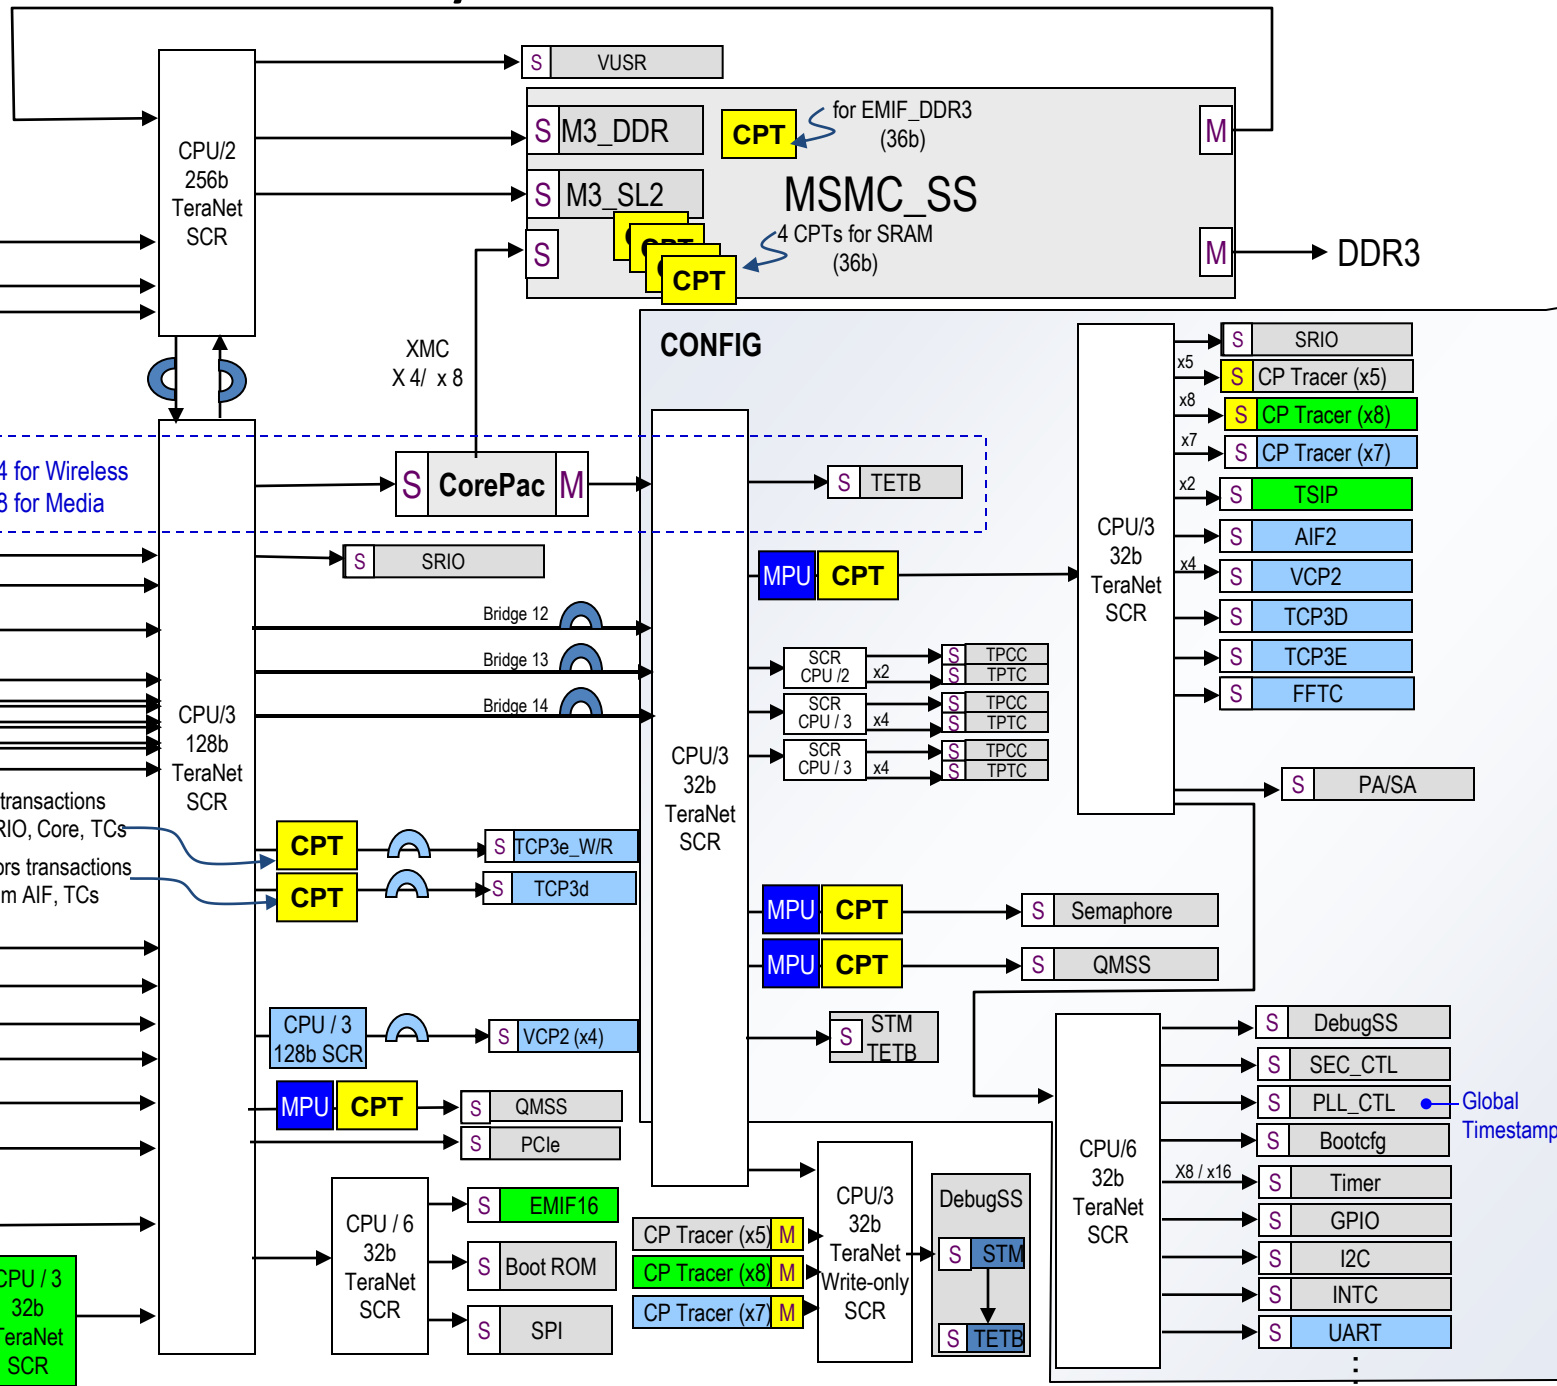 S VUSR
CPU/2
256b
TeraNet
SCR
S M3_DDR
CPT
for EMIF_DDR3
(36b)
M
S M3_SL2
MSMC_SS
4 CPTs for SRAM
(36b)
S
CPT
CPT
M
DDR3
XMC
X 4/ x 8
CONFIG
4 for Wireless
8 for Media
S CorePac M
S TETB
S SRIO
MPU CPT
Bridge 12
Bridge 13
Bridge 14
CPU/3
128b
TeraNet
SCR
CPU/3
32b
TeraNet
SCR
SCR
CPU /2
x2
S TPCC
S TPTC
SCR
CPU / 3
x4
S TPCC
S TPTC
SCR
CPU / 3
x4
S TPCC
S TPTC
CPU/3
32b
TeraNet
SCR
S SRIO
x5
S CP Tracer (x5)
x8
S CP Tracer (x8)
x7
S CP Tracer (x7)
x2
S TSIP
S AIF2
x4
S VCP2
S TCP3D
S TCP3E
S FFTC
S PA/SA
transactions
RIO, Core, TCs
ors transactions
m AIF, TCs
CPT
S TCP3e_W/R
CPT
S TCP3d
MPU CPT
S Semaphore
MPU CPT
S QMSS
CPU / 3
128b SCR
S VCP2 (x4)
S STM
TETB
MPU CPT
S QMSS
S PCIe
CPU / 6
32b
TeraNet
SCR
S EMIF16
S Boot ROM
S SPI
CPU / 3
32b
TeraNet
SCR
CP Tracer (x5) M
CP Tracer (x8) M
CP Tracer (x7) M
CPU/3
32b
TeraNet
Write-only
SCR
DebugSS
S STM
S TETB
CPU/6
32b
TeraNet
SCR
S DebugSS
S SEC_CTL
S PLL_CTL
Global
Timestamp
S Bootcfg
X8 / x16
S Timer
S GPIO
S I2C
S INTC
S UART